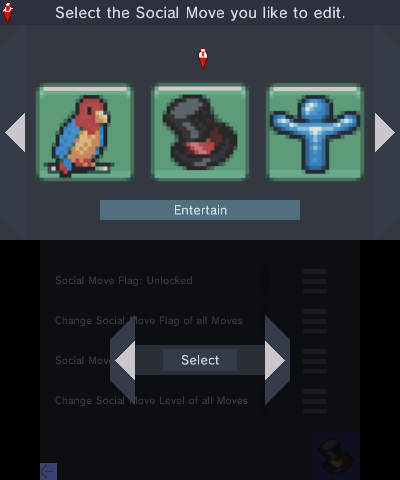 Select the Social Move you like to edit.
Entertain
Social Move Flag: Unlocked
Change Social Move Flag of all Moves
Social Move
Select
Change Social Move Level of all Moves